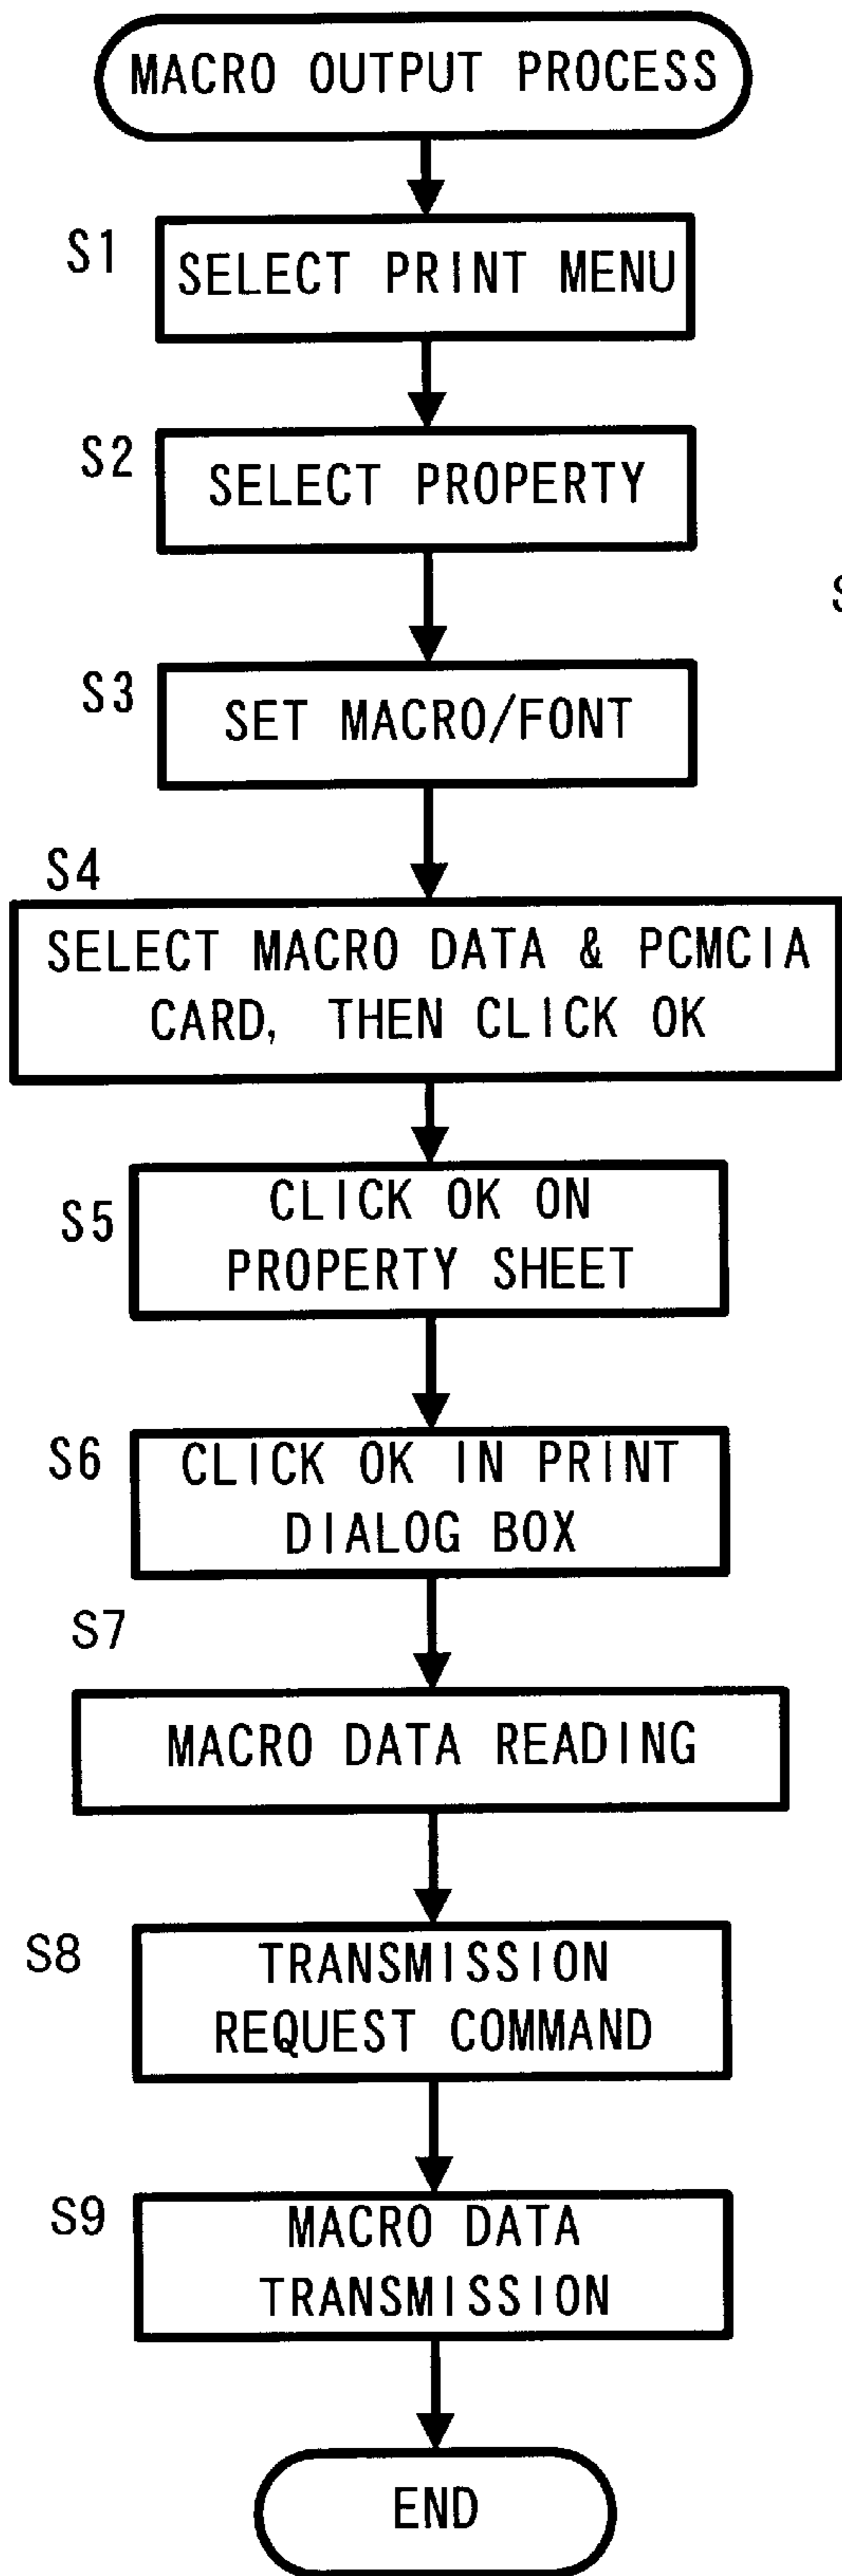 MACRO OUTPUT PROCESS
S1
SELECT PRINT MENU
S2
SELECT PROPERTY
S3
SET MACRO/FONT
S4
SELECT MACRO DATA & PCMCIA
CARD, THEN CLICK OK
S5
CLICK OK ON
PROPERTY SHEET
S6
CLICK OK IN PRINT
DIALOG BOX
S7
MACRO DATA READING
S8
TRANSMISSION
REQUEST COMMAND
S9
MACRO DATA
TRANSMISSION
END